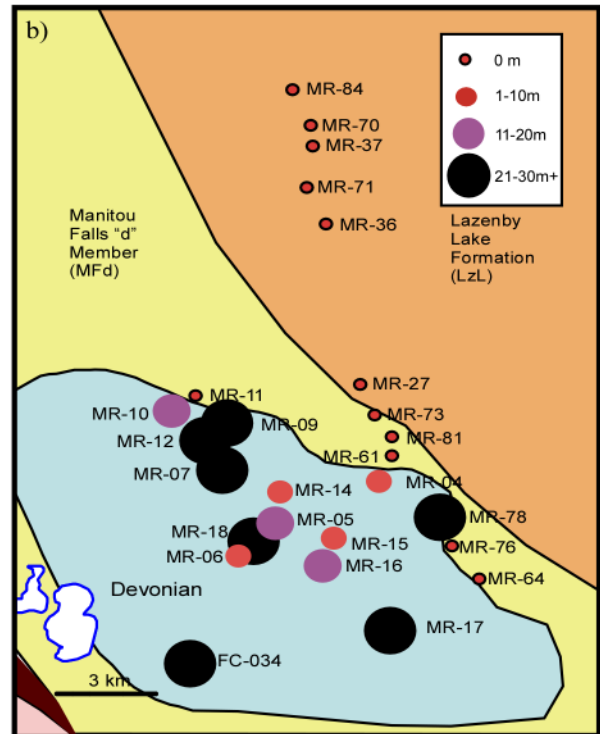 b)
0 m
1-10m
11-20m
21-30m+
MR-84
MR-70
MR-37
MR-71
MR-36
Manitou
Falls "d"
Member
(MFd)
Lazenby
Lake
Formation
(LzL)
MR-27
MR-11
MR-10
MR-73
MR-09
MR-12
MR-81
MR-61
MR-07
MR-04
MR-14
MR-78
MR-05
MR-18
MR-15
MR-76
MR-06
MR-16
MR-64
Devonian
MR-17
FC-034
3 km